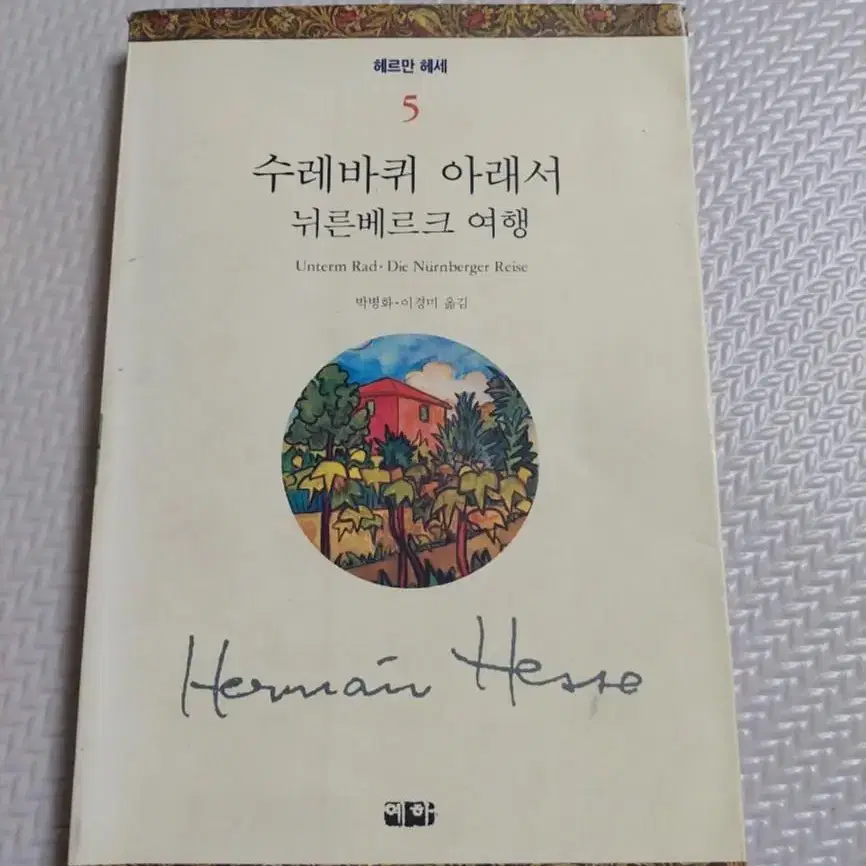 헤르만 헤세
5
수레바퀴 아래서
뉘른베르크 여행
Unterm Rad · Die Nürnberger Reise
박병화 · 이경미 옮김
Hermann Hesse
예하